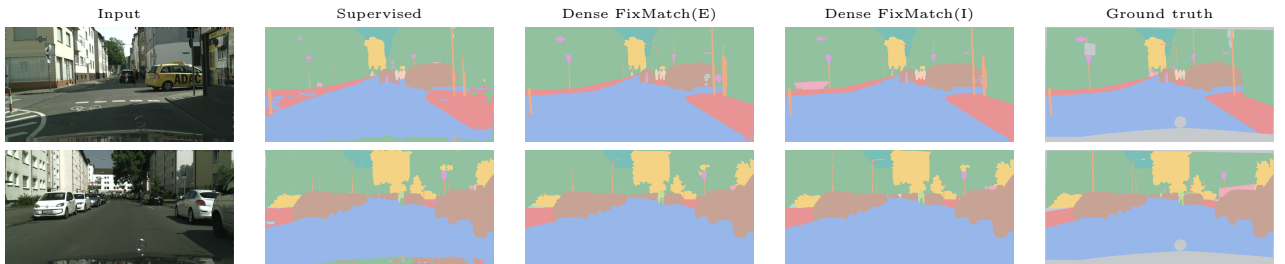 Input Supervised Dense FixMatch(E) Dense FixMatch(I) Ground truth
ADAC